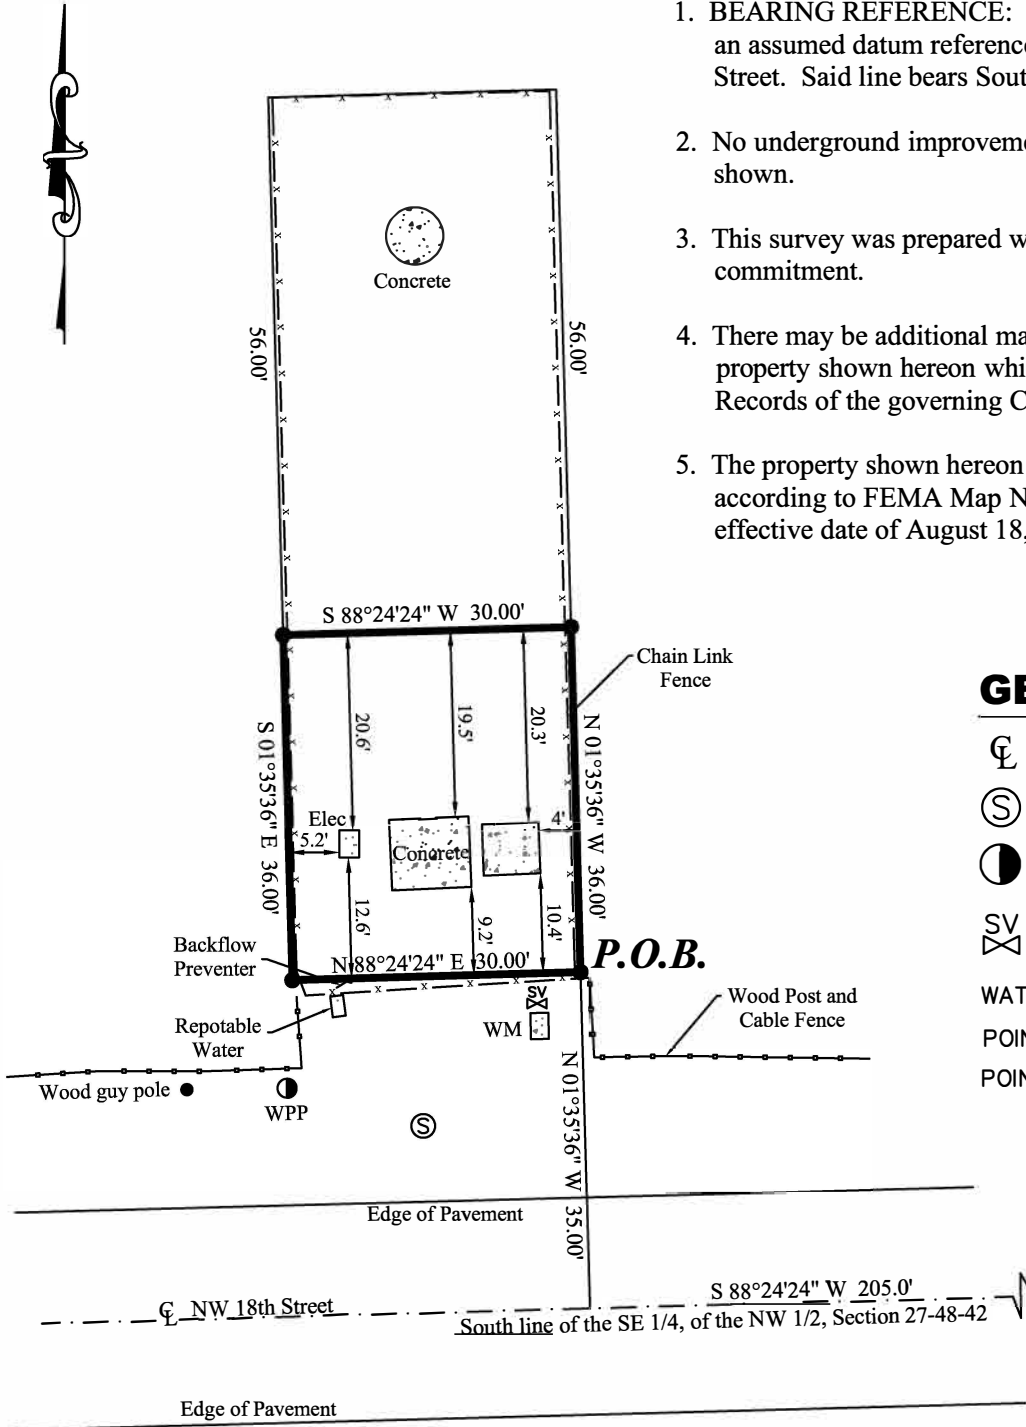 1. BEARING REFERENCE:
an assumed datum reference
Street. Said line bears Sout
2. No underground improveme
shown.
3. This survey was prepared w
commitment.
4. There may be additional ma
property shown hereon whi
Records of the governing C
5. The property shown hereon
according to FEMA Map N
effective date of August 18,
Concrete
56.00'
56.00'
S 88°24'24" W 30.00'
Chain Link
Fence
S 01°35'36" E 36.00'
20.6'
19.5'
20.3'
N 01°35'36" W 36.00'
Elec
5.2'
Concrete
4'
12.6'
9.2'
10.4'
Backflow
Preventer
N 88°24'24" E 30.00'
P.O.B.
Repotable
Water
SV
WM
Wood Post and
Cable Fence
Wood guy pole
WPP
S
N 01°35'36" W 35.00'
Edge of Pavement
S 88°24'24" W 205.0'
℄ NW 18th Street
South line of the SE 1/4, of the NW 1/2, Section 27-48-42
Edge of Pavement
GE
℄
S
SV
WAT
POIN
POIN